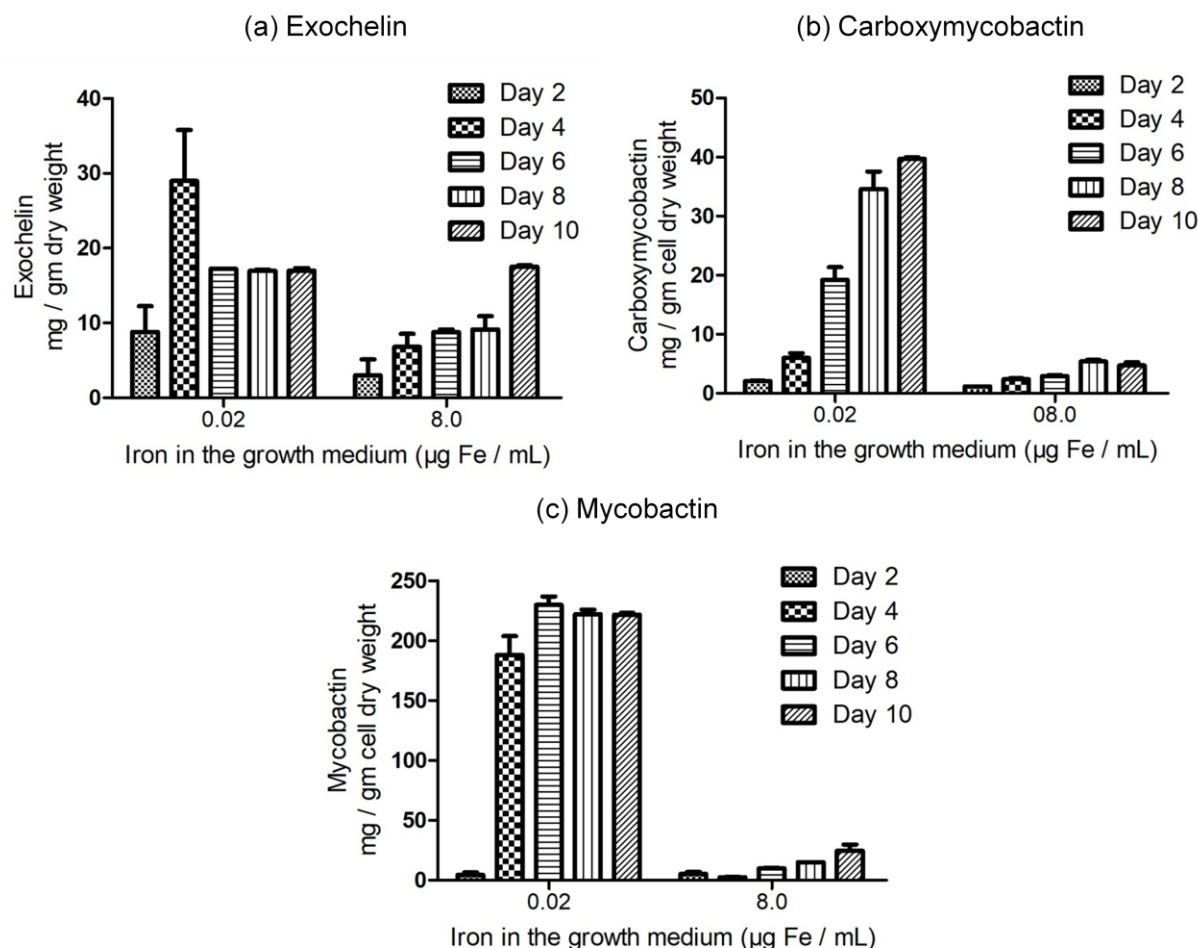 (a) Exochelin
Day 2
Day 4
Day 6
Day 8
Day 10
40
30
20
10
0
Exochelin
mg / gm dry weight
0.02
8.0
Iron in the growth medium (µg Fe / mL)
(b) Carboxymycobactin
Day 2
Day 4
Day 6
Day 8
Day 10
50
40
30
20
10
0
Carboxymycobactin
mg / gm cell dry weight
0.02
08.0
Iron in the growth medium (µg Fe / mL)
(c) Mycobactin
Day 2
Day 4
Day 6
Day 8
Day 10
250
200
150
100
50
0
Mycobactin
mg / gm cell dry weight
0.02
8.0
Iron in the growth medium (µg Fe / mL)